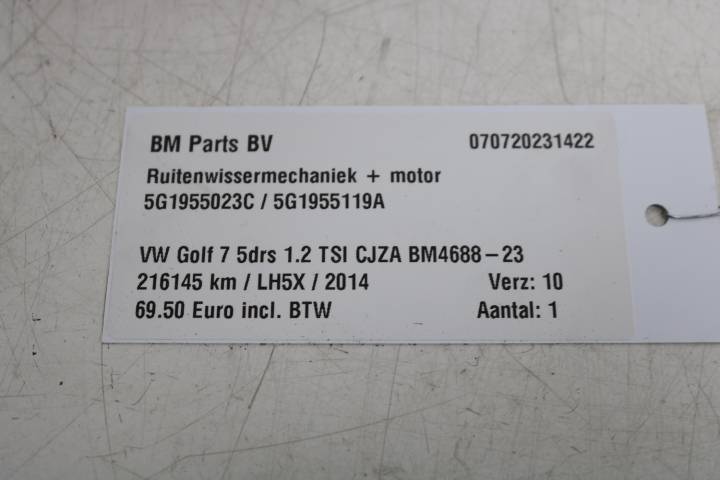 BM Parts BV 070720231422
Ruitenwissermechaniek + motor
5G1955023C / 5G1955119A
VW Golf 7 5drs 1.2 TSI CJZA BM4688-23
216145 km / LH5X / 2014 Verz: 10
69.50 Euro incl. BTW Aantal: 1